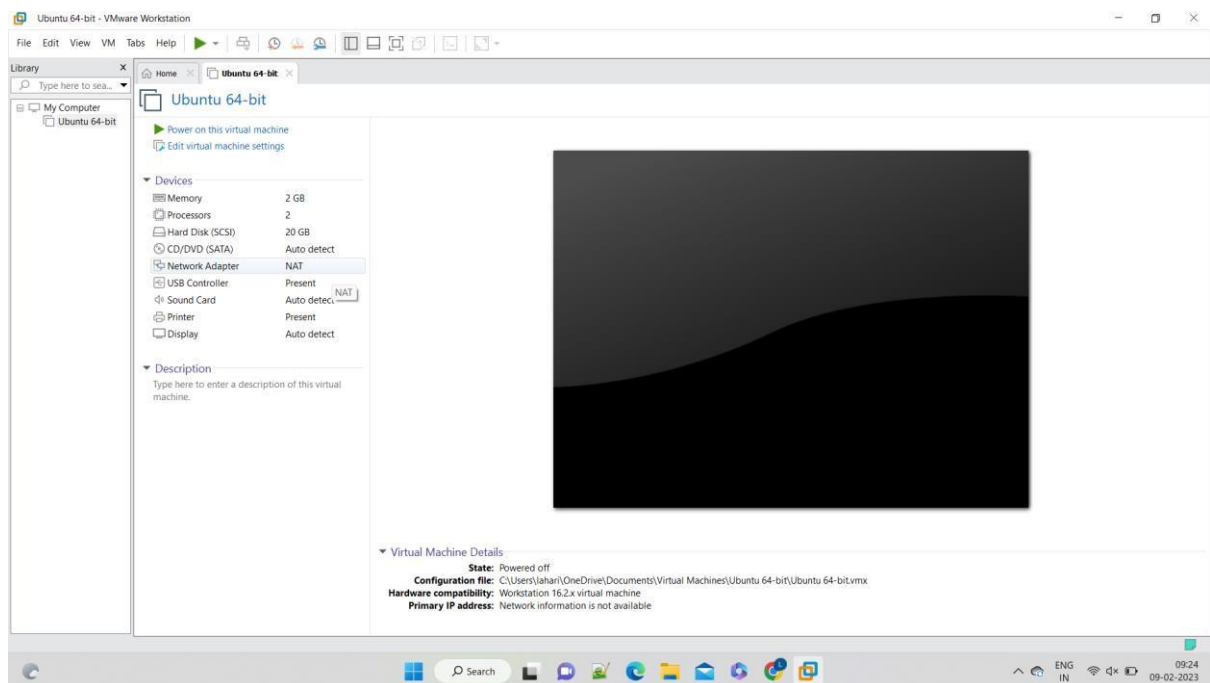 Ubuntu 64-bit - VMware Workstation
File Edit View VM Tabs Help
Library X
Type here to sea...
My Computer
Ubuntu 64-bit
Home
Ubuntu 64-bit
Ubuntu 64-bit
Power on this virtual machine
Edit virtual machine settings
Devices
Memory 2 GB
Processors 2
Hard Disk (SCSI) 20 GB
CD/DVD (SATA) Auto detect
Network Adapter NAT
USB Controller Present
NAT
Sound Card Auto detect
Printer Present
Display Auto detect
Description
Type here to enter a description of this virtual
machine.
Virtual Machine Details
State: Powered off
Configuration file: C:\Users\lahari\OneDrive\Documents\Virtual Machines\Ubuntu 64-bit\Ubuntu 64-bit.vmx
Hardware compatibility: Workstation 16.2.x virtual machine
Primary IP address: Network information is not available
Search
ENG
IN
09:24
09-02-2023